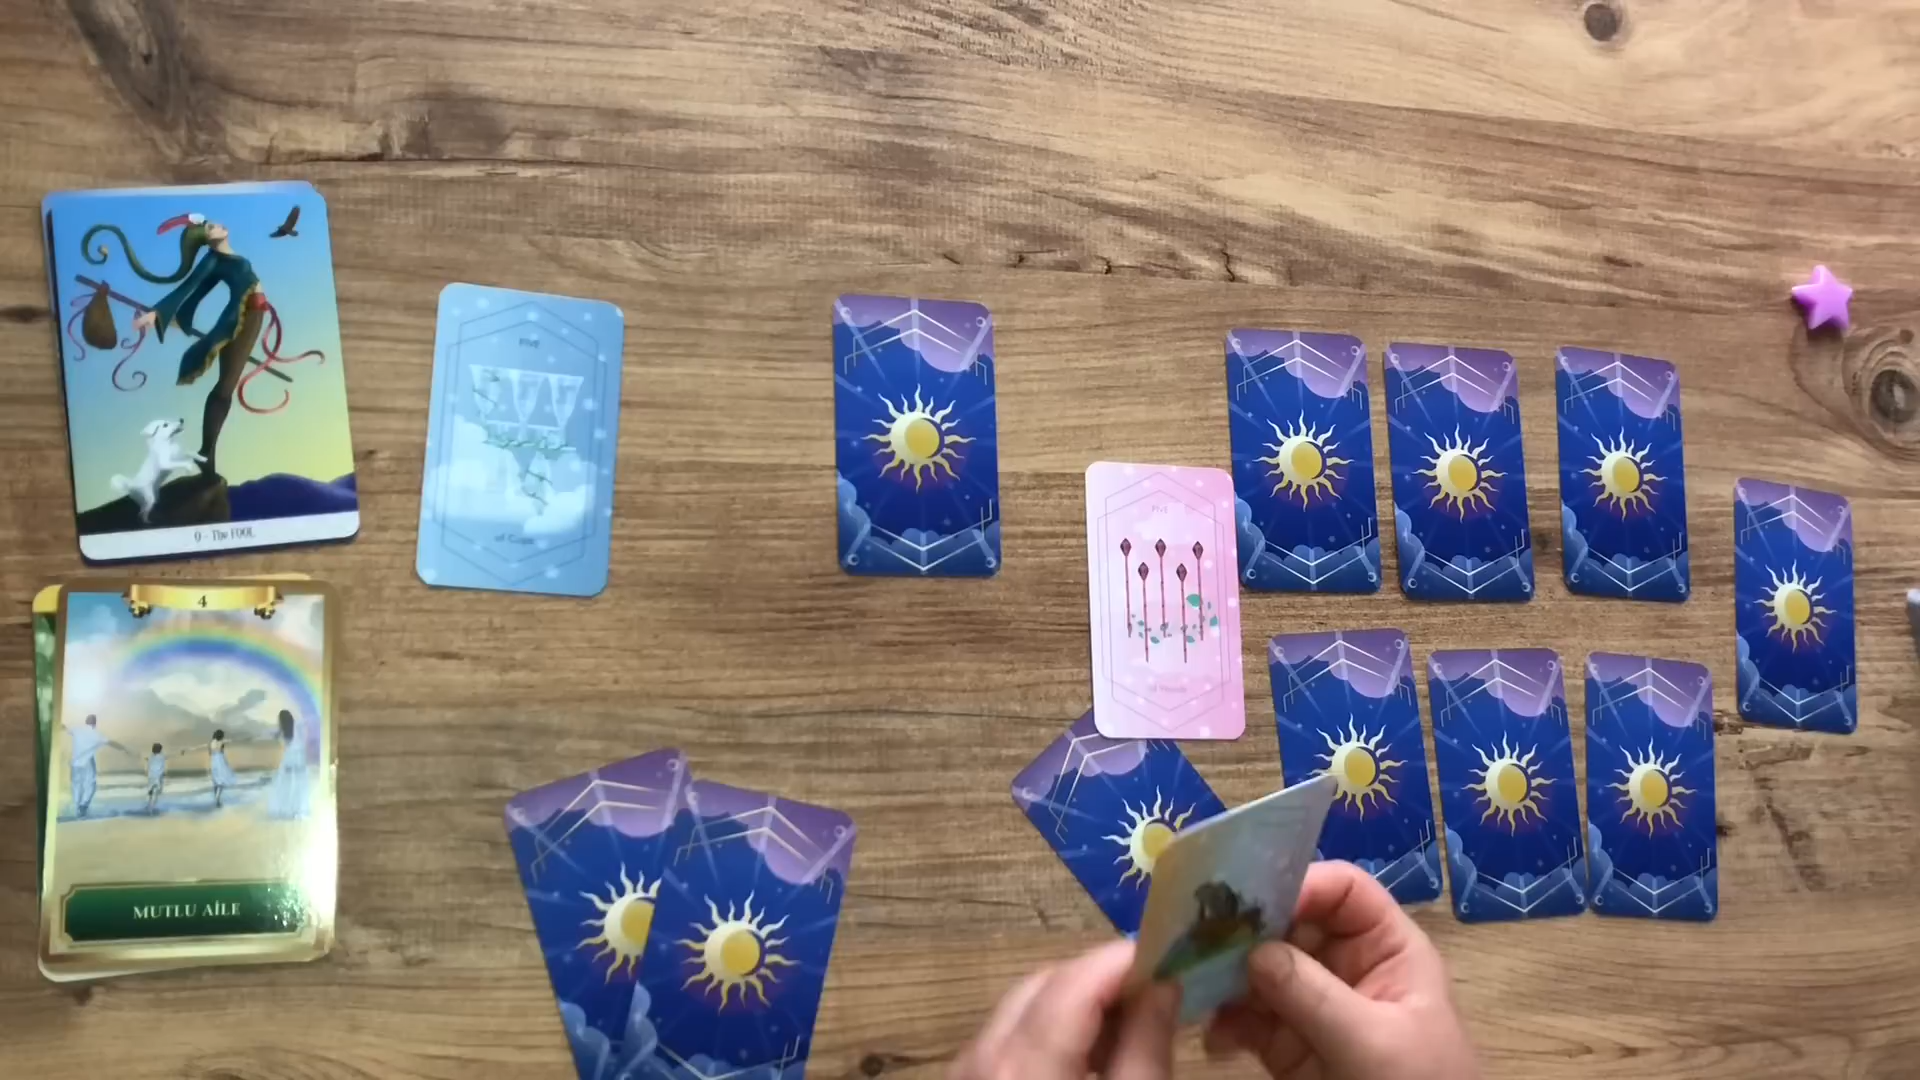 0 - The FOOL
FIVE
of Cups
FIVE
of Wands
4
MUTLU AİLE